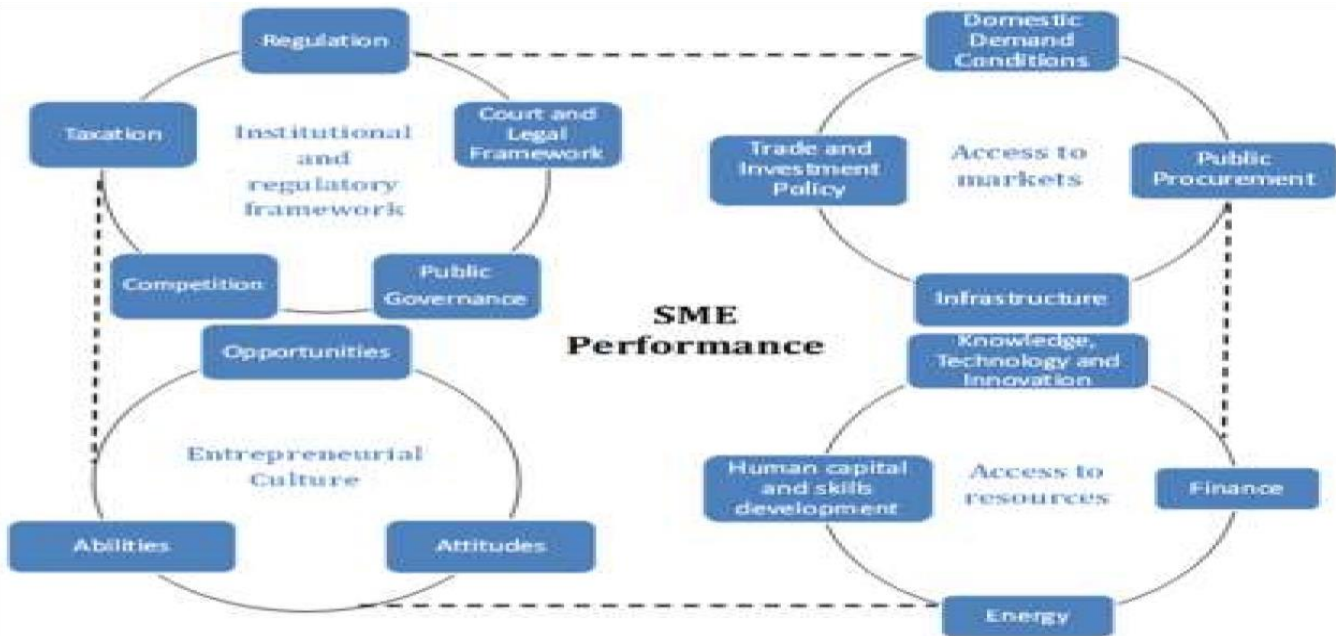 Regulation
Taxation
Court and
Legal
Framework
Institutional
and
regulatory
framework
Competition
Public
Governance
Domestic
Demand
Conditions
Trade and
Investment
Policy
Access to
markets
Public
Procurement
Infrastructure
SME
Performance
Opportunities
Entrepreneurial
Culture
Abilities
Attitudes
Knowledge,
Technology and
Innovation
Human capital
and skills
development
Access to
resources
Finance
Energy